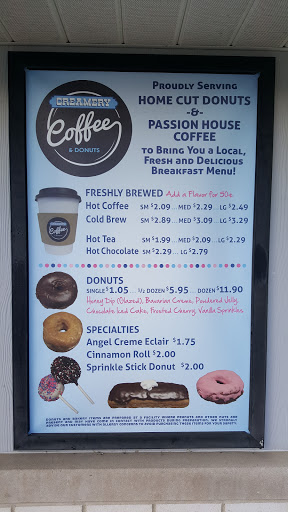 CREAMERY
Coffee
& DONUTS
PROUDLY SERVING
HOME CUT DONUTS
-&-
PASSION HOUSE
COFFEE
TO BRING YOU A LOCAL,
FRESH AND DELICIOUS
BREAKFAST MENU!
FRESHLY BREWED Add a Flavor for 50¢
Hot Coffee SM $2.09... MED $2.29.. LG $2.49
Cold Brew SM $2.89... MED $3.09.. LG $3.29
Hot Tea SM $1.99... MED $2.09...LG $2.29
Hot Chocolate SM $2.29... LG $2.79
CREAMERY
Coffee
DONUTS
SINGLE $1.05.... 1/2 DOZEN $5.95.... DOZEN $11.90
Honey Dip (Glazed), Bavarian Creme, Powdered Jelly,
Chocolate Iced Cake, Frosted Creamy, Vanilla Sprinkles
SPECIALTIES
Angel Creme Eclair $1.75
Cinnamon Roll $2.00
Sprinkle Stick Donut $2.00